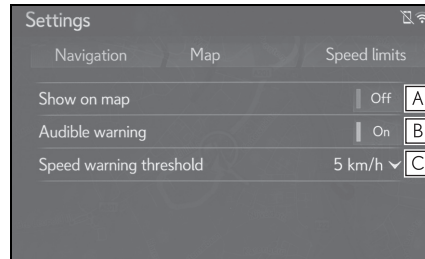 Settings
Navigation Map Speed limits
Show on map Off A
Audible warning On B
Speed warning threshold 5 km/h C